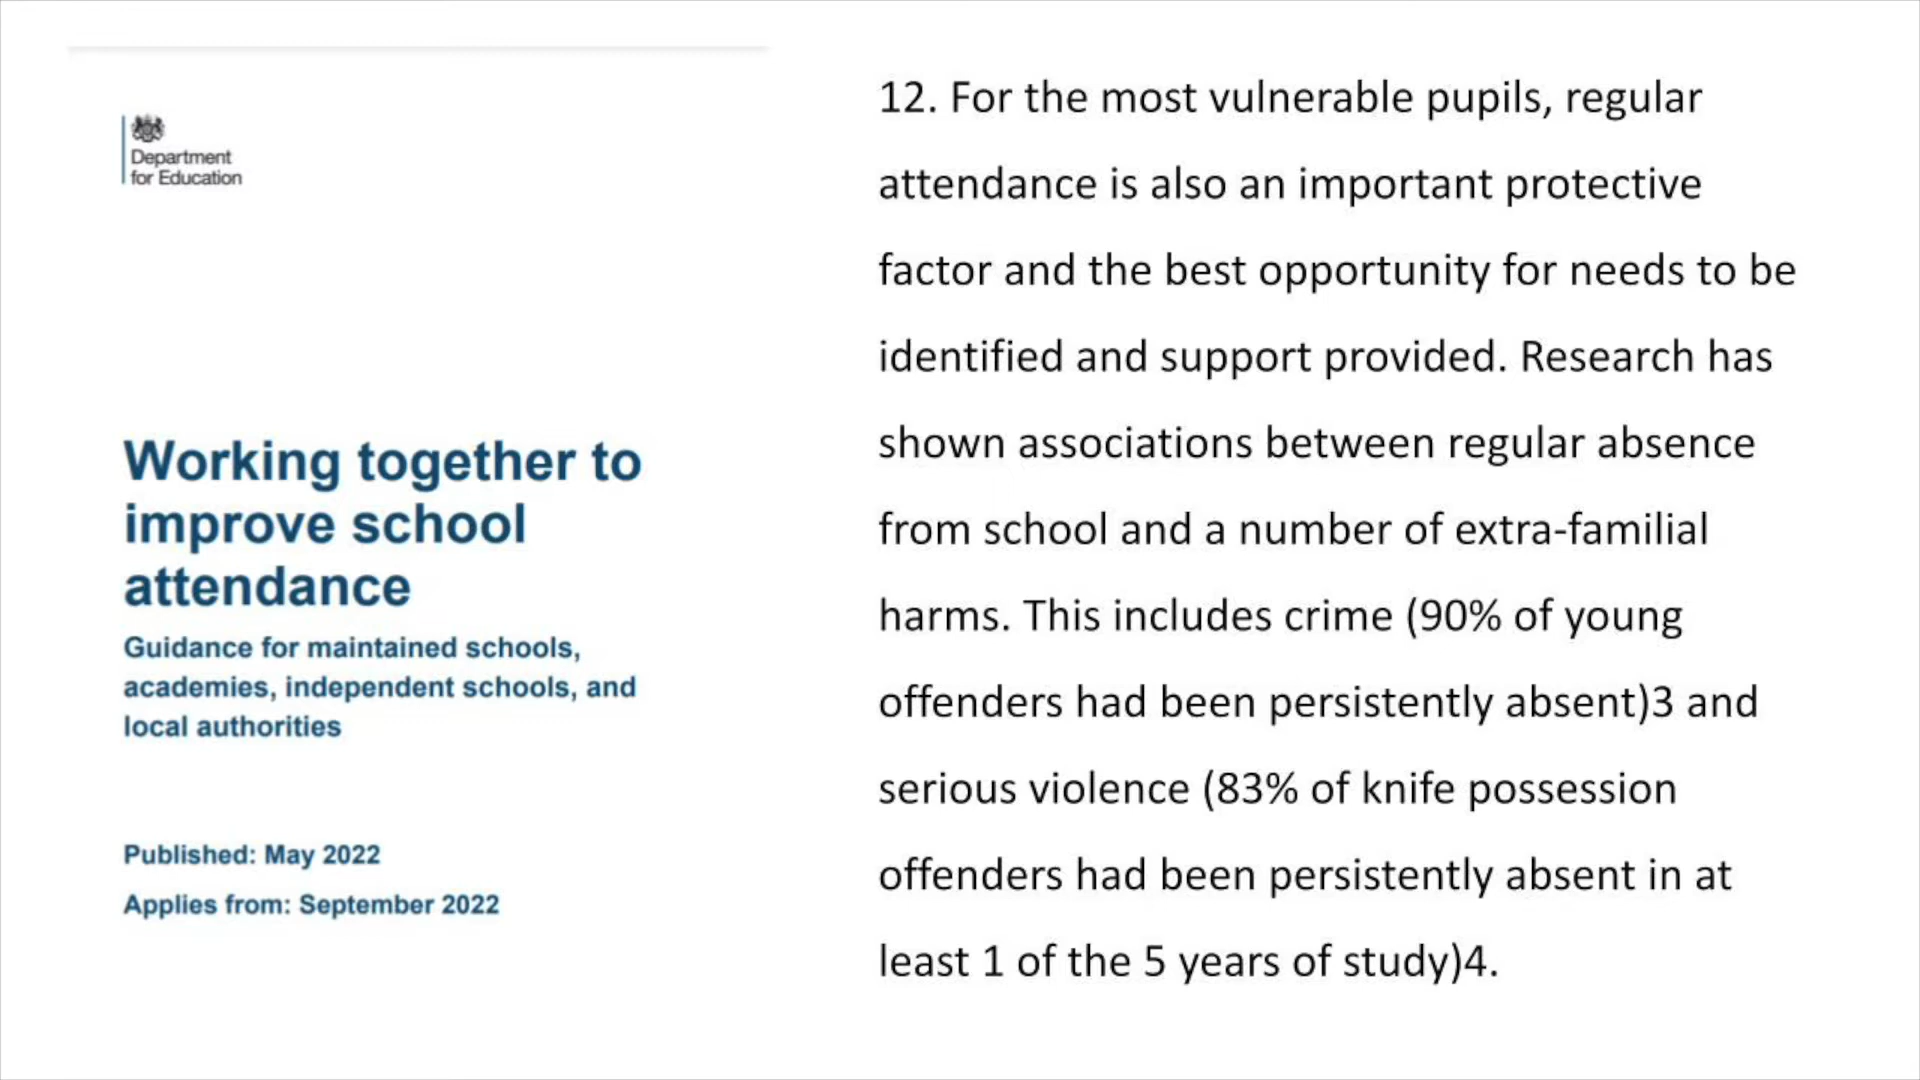 Department
for Education
Working together to
improve school
attendance
Guidance for maintained schools,
academies, independent schools, and
local authorities
Published: May 2022
Applies from: September 2022
12. For the most vulnerable pupils, regular
attendance is also an important protective
factor and the best opportunity for needs to be
identified and support provided. Research has
shown associations between regular absence
from school and a number of extra-familial
harms. This includes crime (90% of young
offenders had been persistently absent)3 and
serious violence (83% of knife possession
offenders had been persistently absent in at
least 1 of the 5 years of study)4.